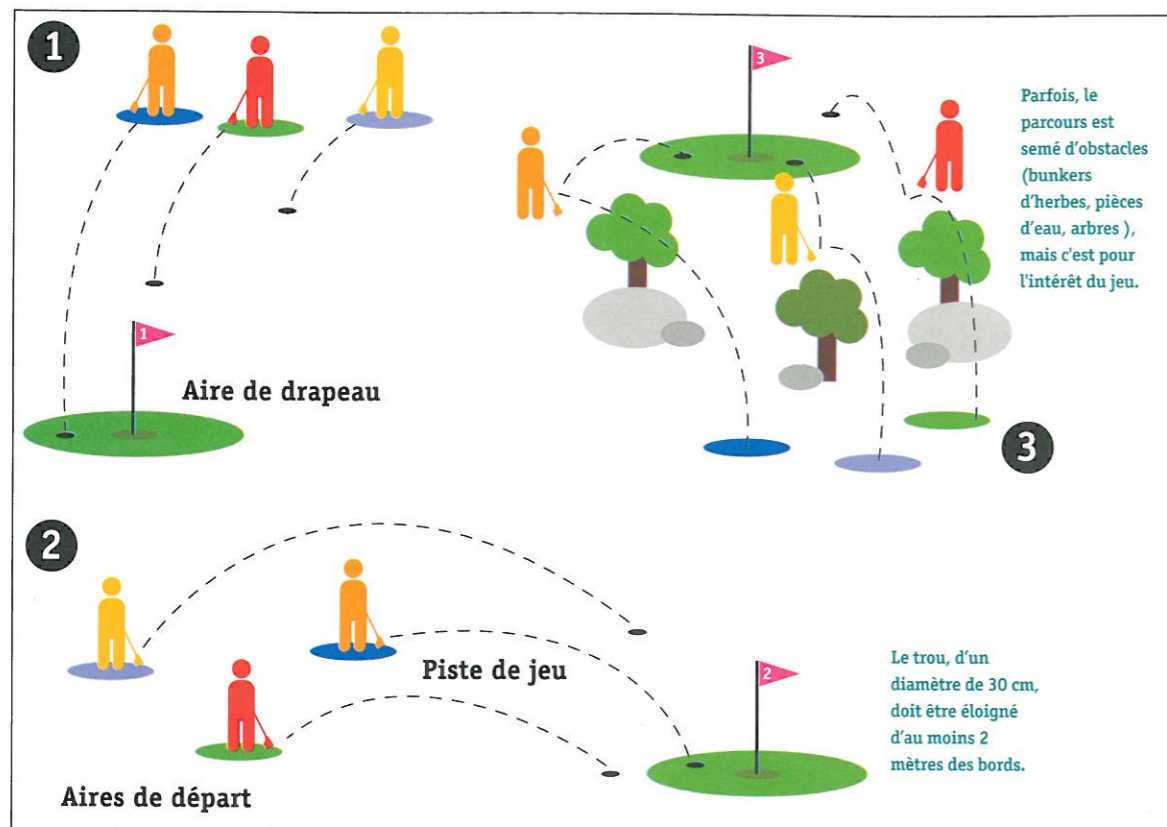 1
3
Parfois, le
parcours est
semé d'obstacles
(bunkers
d'herbes, pièces
d'eau, arbres ),
mais c'est pour
l'intérêt du jeu.
1
Aire de drapeau
3
2
Piste de jeu
2
Le trou, d'un
diamètre de 30 cm,
doit être éloigné
d'au moins 2
mètres des bords.
Aires de départ